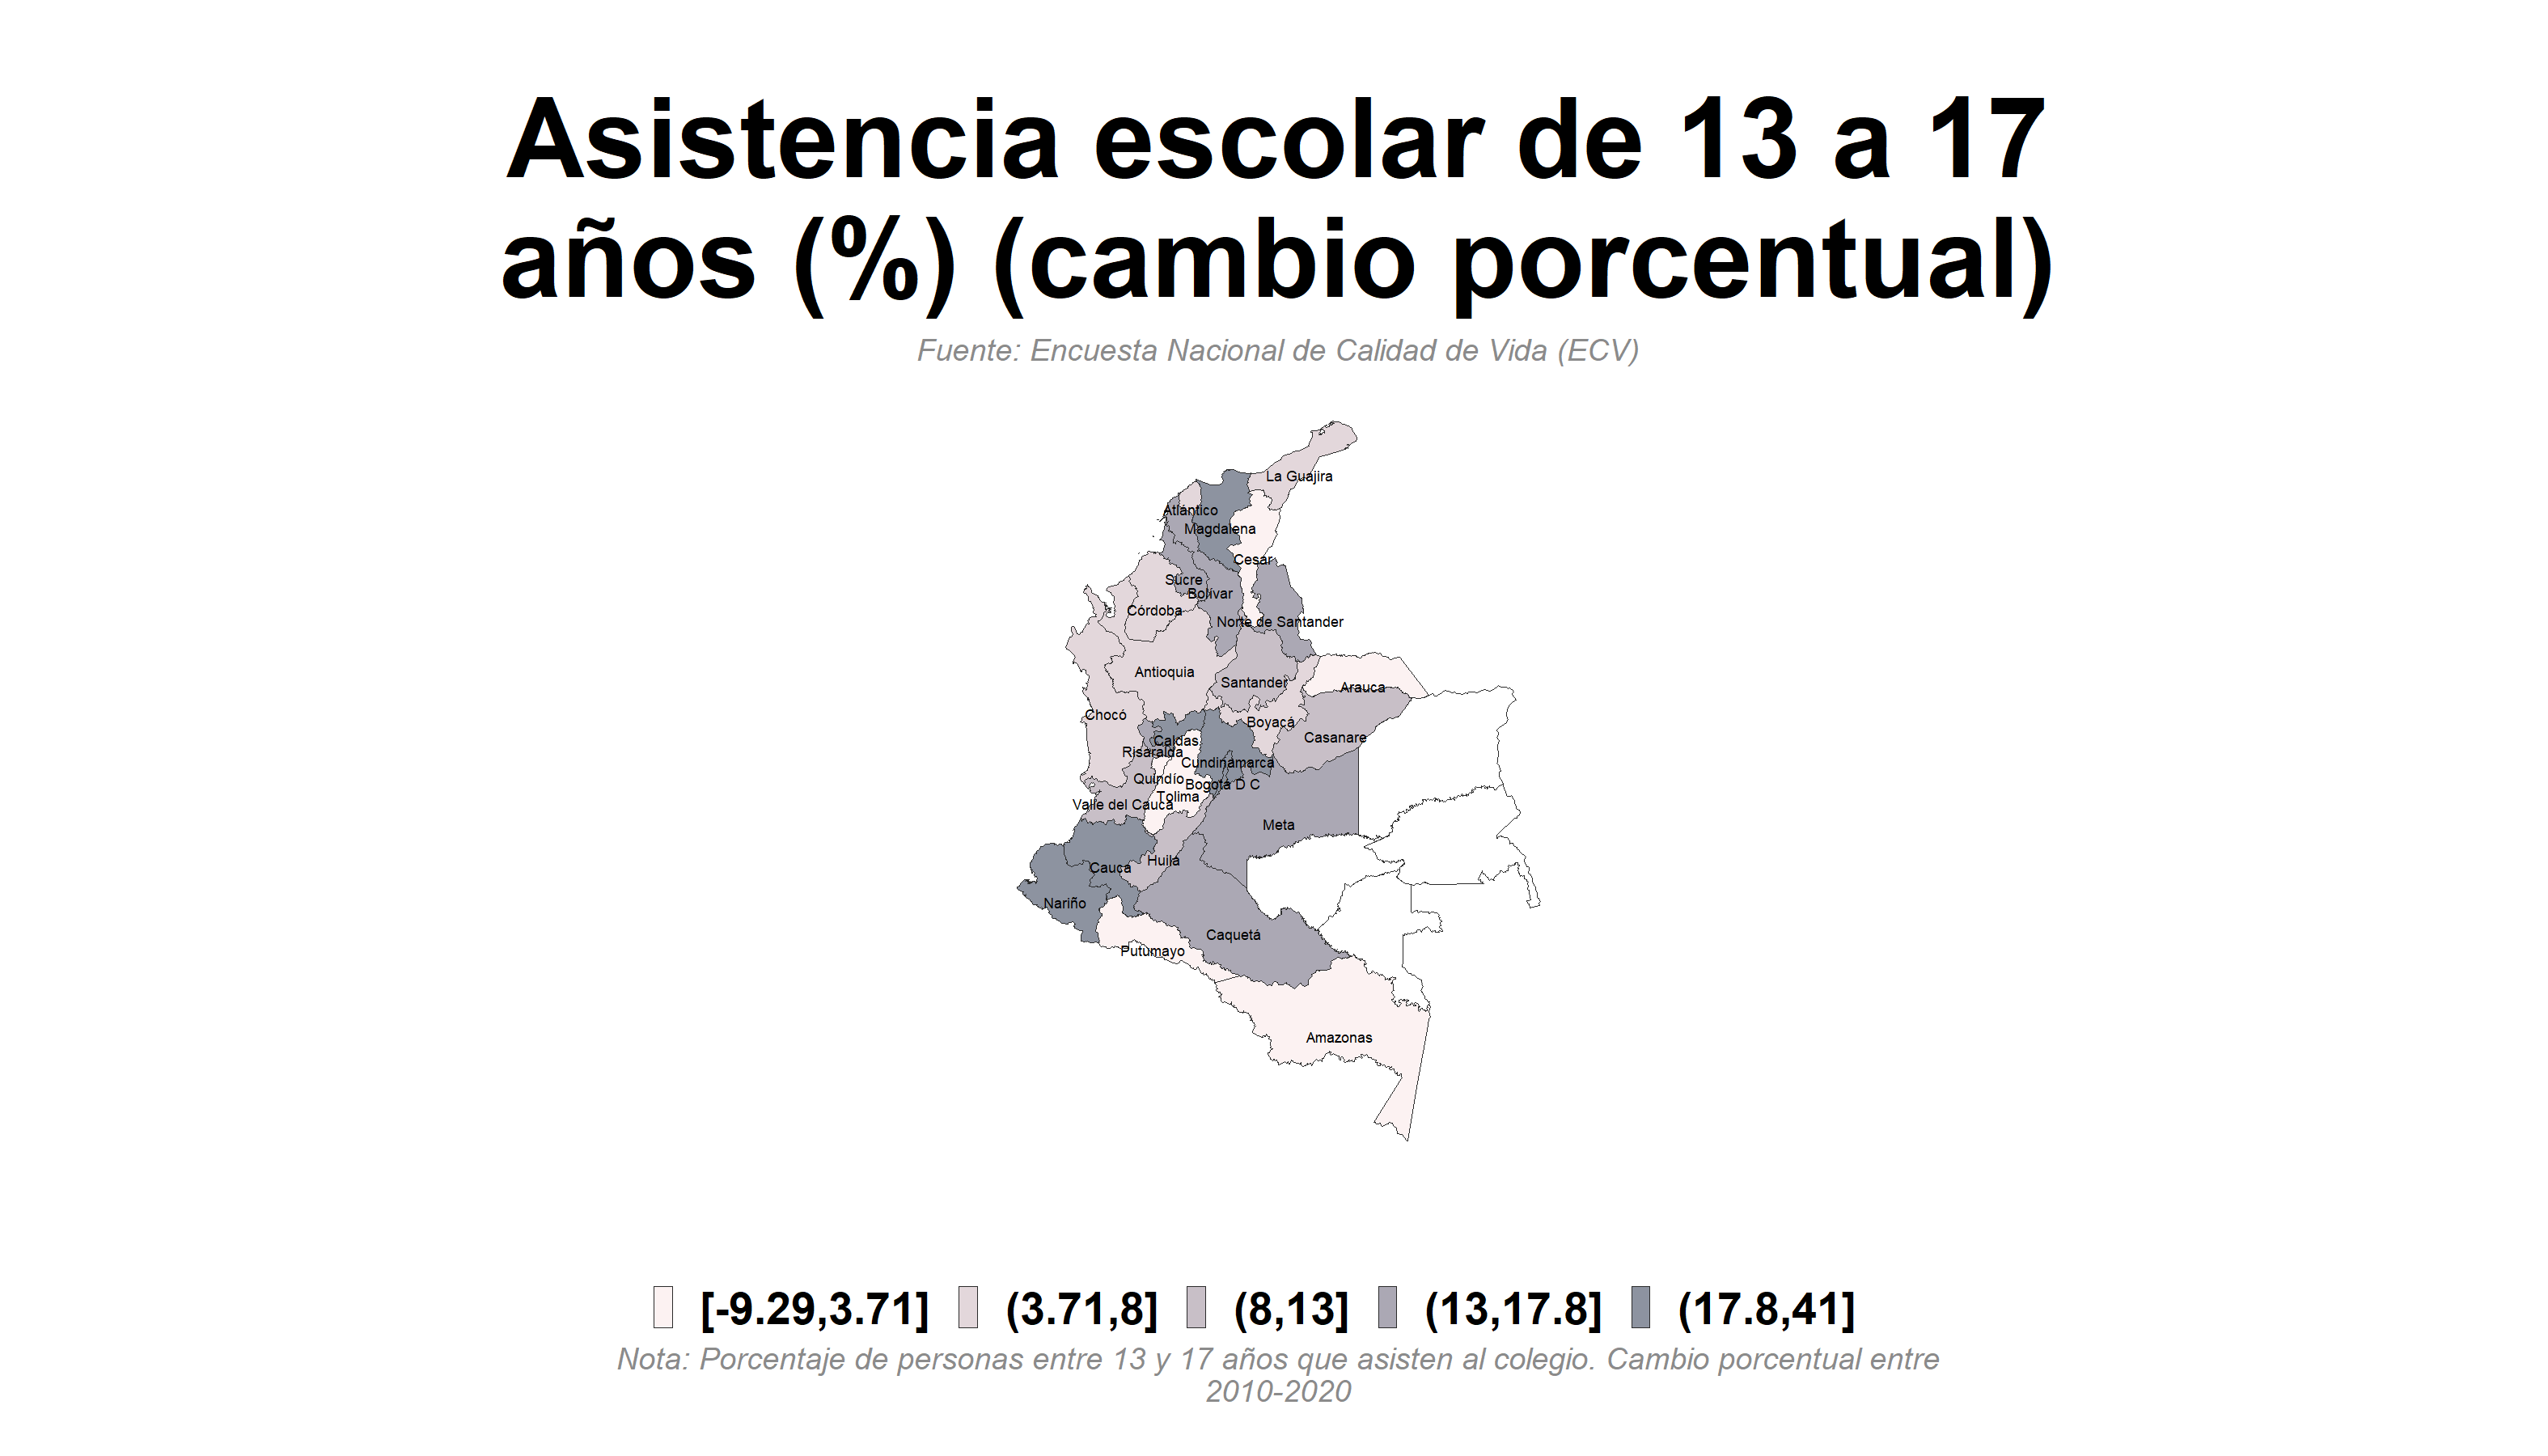 Asistencia escolar de 13 a 17
años (%) (cambio porcentual)
Fuente: Encuesta Nacional de Calidad de Vida (ECV)
La Guajira
Atlántico
Magdalena
Cesar
Sucre
Bolívar
Córdoba
Norte de Santander
Antioquia
Santander
Arauca
Chocó
Boyacá
Casanare
Caldas
Risaralda
Cundinamarca
Quindío
Bogotá D C
Tolima
Valle del Cauca
Meta
Huila
Cauca
Nariño
Caquetá
Putumayo
Amazonas
[-9.29,3.71] (3.71,8] (8,13] (13,17.8] (17.8,41]
Nota: Porcentaje de personas entre 13 y 17 años que asisten al colegio. Cambio porcentual entre
2010-2020